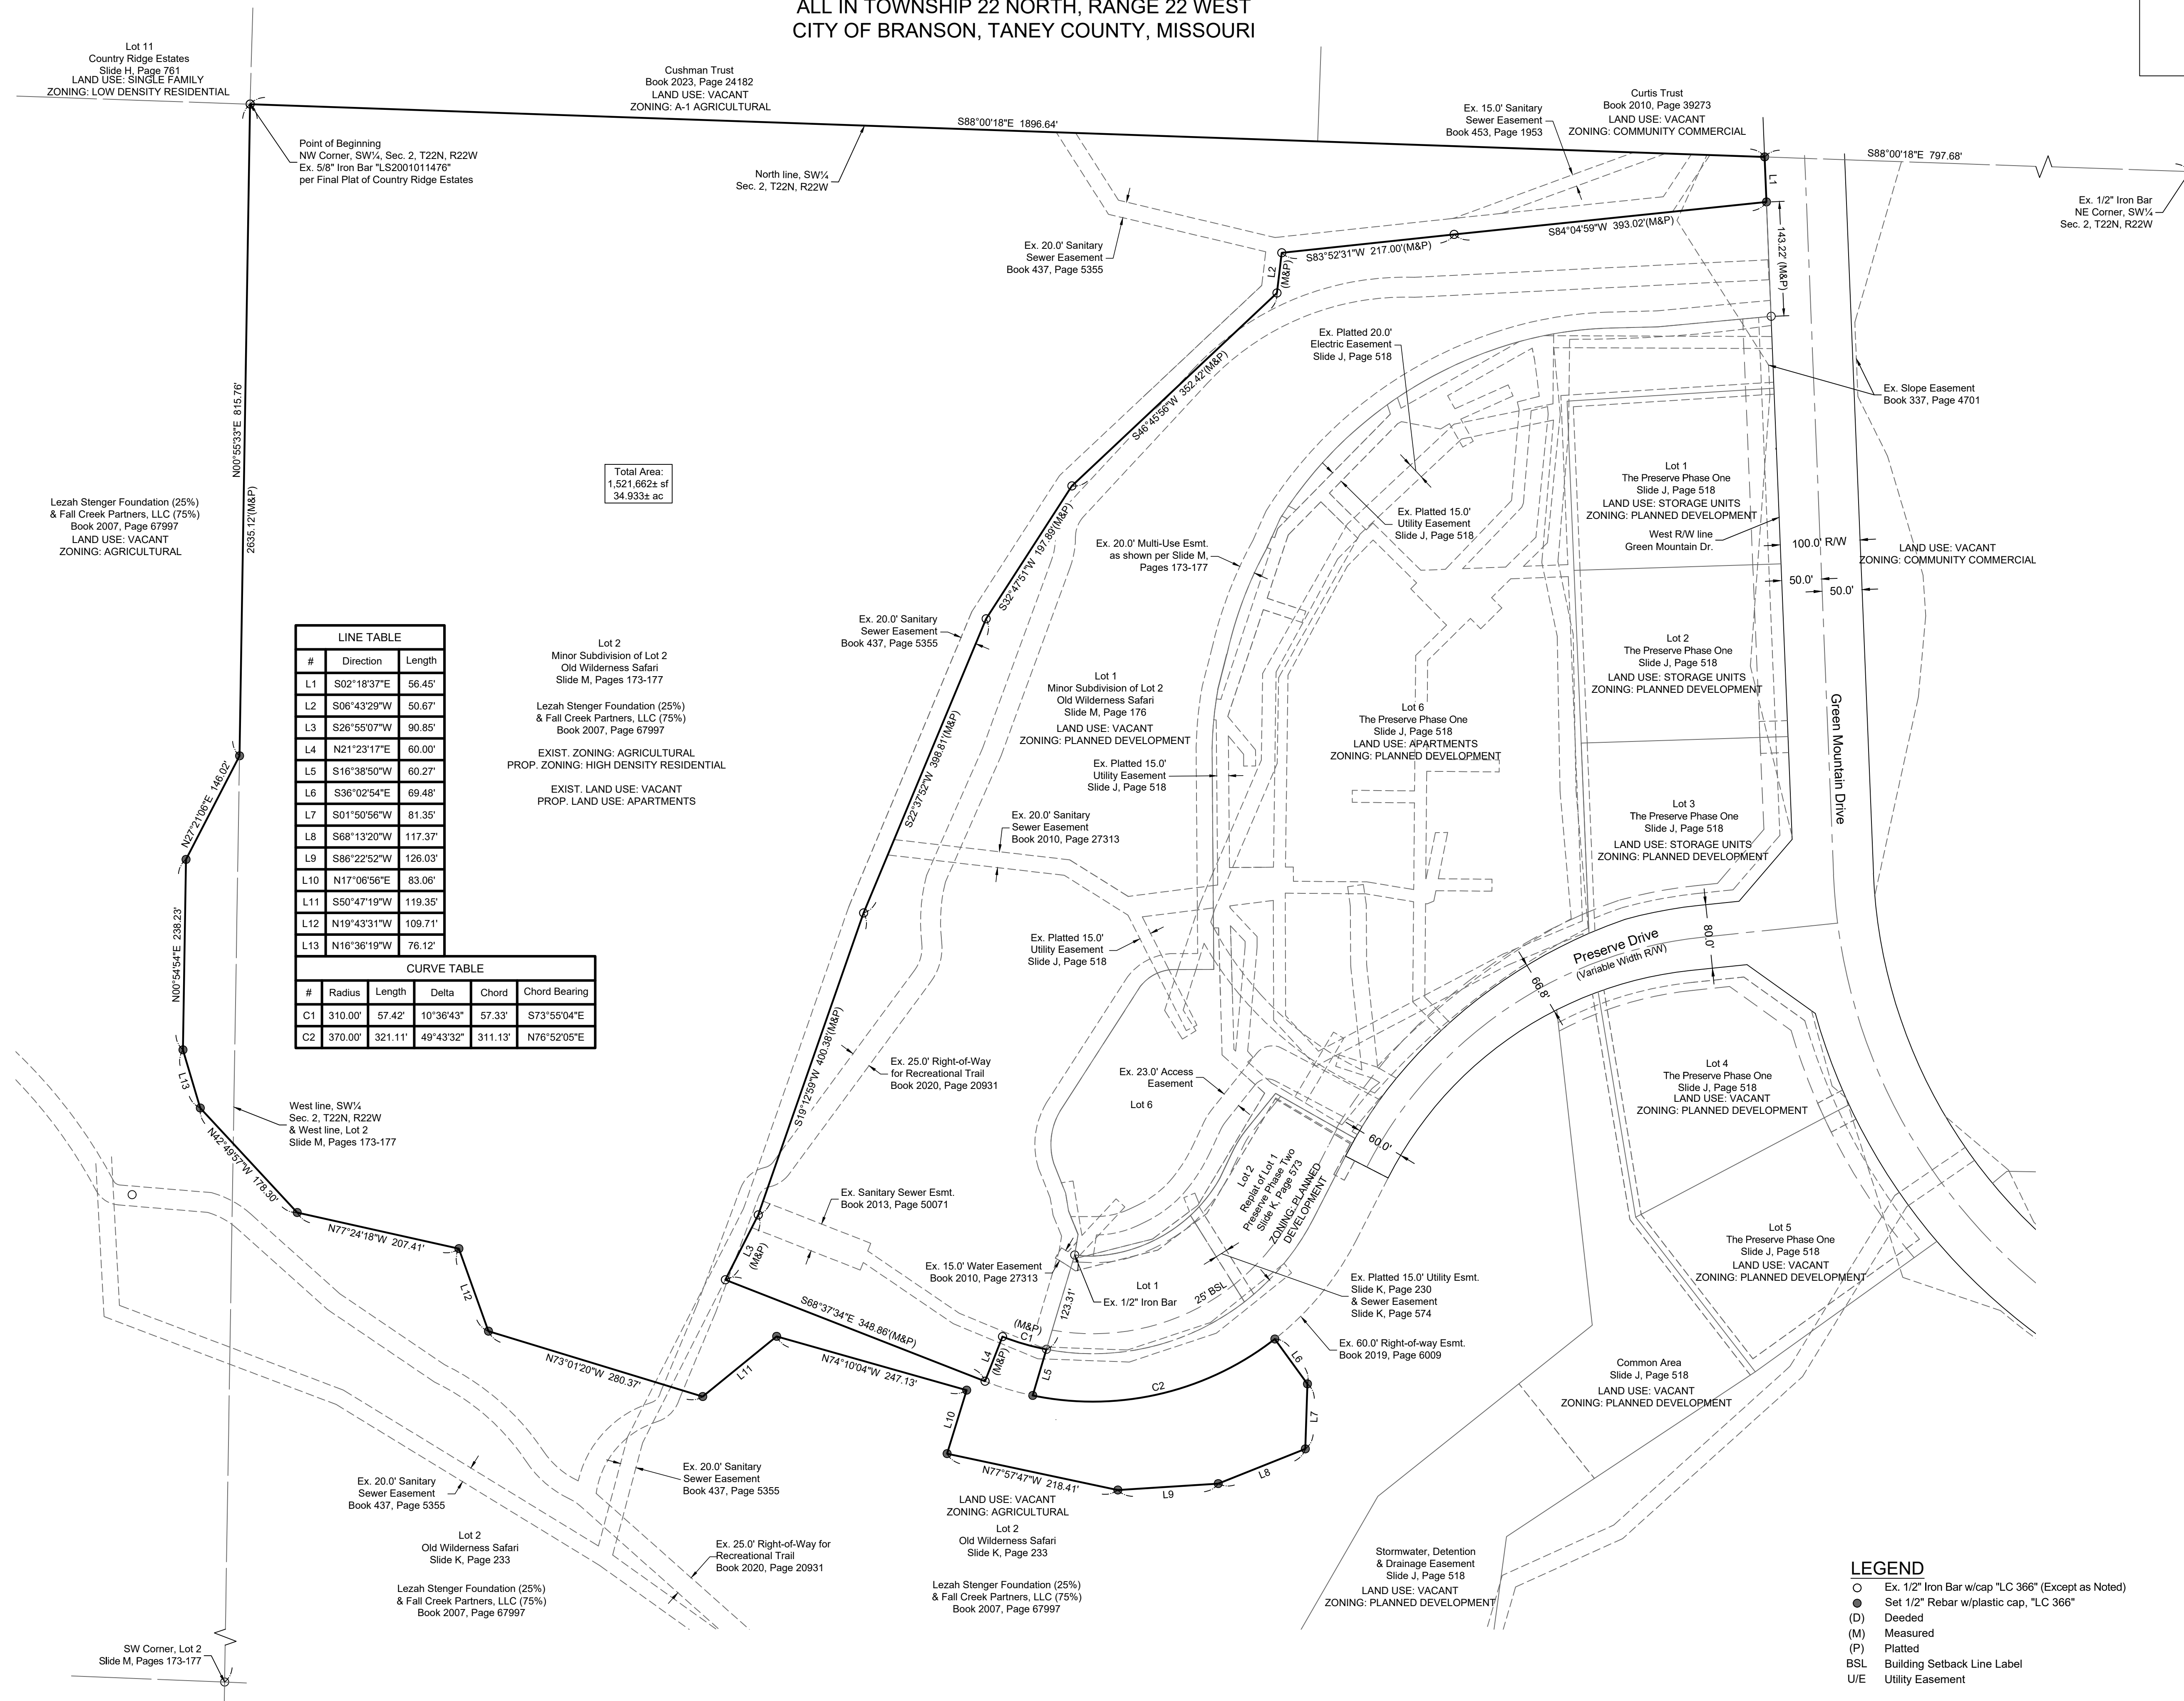 ALL IN TOWNSHIP 22 NORTH, RANGE 22 WEST
CITY OF BRANSON, TANEY COUNTY, MISSOURI
Lot 11
Country Ridge Estates
Slide H, Page 761
LAND USE: SINGLE FAMILY
ZONING: LOW DENSITY RESIDENTIAL
Cushman Trust
Book 2023, Page 24182
LAND USE: VACANT
ZONING: A-1 AGRICULTURAL
Curtis Trust
Book 2010, Page 39273
LAND USE: VACANT
ZONING: COMMUNITY COMMERCIAL
Ex. 15.0' Sanitary
Sewer Easement
Book 453, Page 1953
S88°00'18"E 1896.64'
S88°00'18"E 797.68'
Point of Beginning
NW Corner, SW¼, Sec. 2, T22N, R22W
Ex. 5/8" Iron Bar "LS2001011476"
per Final Plat of Country Ridge Estates
North line, SW¼
Sec. 2, T22N, R22W
L1
Ex. 1/2" Iron Bar
NE Corner, SW¼
Sec. 2, T22N, R22W
Ex. 20.0' Sanitary
Sewer Easement
Book 437, Page 5355
S84°04'59"W 393.02'(M&P)
S83°52'31"W 217.00'(M&P)
143.22' (M&P)
L2
(M&P)
S46°45'56"W 352.42'(M&P)
Ex. Platted 20.0'
Electric Easement
Slide J, Page 518
Ex. Slope Easement
Book 337, Page 4701
N00°55'33"E 815.76'
2635.12'(M&P)
Total Area:
1,521,662± sf
34.933± ac
Lezah Stenger Foundation (25%)
& Fall Creek Partners, LLC (75%)
Book 2007, Page 67997
LAND USE: VACANT
ZONING: AGRICULTURAL
Lot 1
The Preserve Phase One
Slide J, Page 518
LAND USE: STORAGE UNITS
ZONING: PLANNED DEVELOPMENT
Ex. Platted 15.0'
Utility Easement
Slide J, Page 518
West R/W line
Green Mountain Dr.
100.0' R/W
50.0'
50.0'
LAND USE: VACANT
ZONING: COMMUNITY COMMERCIAL
Ex. 20.0' Multi-Use Esmt.
as shown per Slide M,
Pages 173-177
S32°47'51"W 197.89'(M&P)
Ex. 20.0' Sanitary
Sewer Easement
Book 437, Page 5355
LINE TABLE
# Direction Length
L1 S02°18'37"E 56.45'
L2 S06°43'29"W 50.67'
L3 S26°55'07"W 90.85'
L4 N21°23'17"E 60.00'
L5 S16°38'50"W 60.27'
L6 S36°02'54"E 69.48'
L7 S01°50'56"W 81.35'
L8 S68°13'20"W 117.37'
L9 S86°22'52"W 126.03'
L10 N17°06'56"E 83.06'
L11 S50°47'19"W 119.35'
L12 N19°43'31"W 109.71'
L13 N16°36'19"W 76.12'
CURVE TABLE
# Radius Length Delta Chord Chord Bearing
C1 310.00' 57.42' 10°36'43" 57.33' S73°55'04"E
C2 370.00' 321.11' 49°43'32" 311.13' N76°52'05"E
Lot 2
Minor Subdivision of Lot 2
Old Wilderness Safari
Slide M, Pages 173-177
Lezah Stenger Foundation (25%)
& Fall Creek Partners, LLC (75%)
Book 2007, Page 67997
EXIST. ZONING: AGRICULTURAL
PROP. ZONING: HIGH DENSITY RESIDENTIAL
EXIST. LAND USE: VACANT
PROP. LAND USE: APARTMENTS
Lot 1
Minor Subdivision of Lot 2
Old Wilderness Safari
Slide M, Page 176
LAND USE: VACANT
ZONING: PLANNED DEVELOPMENT
Ex. Platted 15.0'
Utility Easement
Slide J, Page 518
Lot 6
The Preserve Phase One
Slide J, Page 518
LAND USE: APARTMENTS
ZONING: PLANNED DEVELOPMENT
Lot 2
The Preserve Phase One
Slide J, Page 518
LAND USE: STORAGE UNITS
ZONING: PLANNED DEVELOPMENT
Green Mountain Drive
Lot 3
The Preserve Phase One
Slide J, Page 518
LAND USE: STORAGE UNITS
ZONING: PLANNED DEVELOPMENT
S22°37'52"W 398.81'(M&P)
N27°21'06"E 146.02'
N00°54'54"E 238.23'
L13
Ex. 20.0' Sanitary
Sewer Easement
Book 2010, Page 27313
Ex. Platted 15.0'
Utility Easement
Slide J, Page 518
Preserve Drive
(Variable Width R/W)
80.0'
66.8'
60.0'
S19°12'59"W 400.38'(M&P)
Ex. 25.0' Right-of-Way
for Recreational Trail
Book 2020, Page 20931
Ex. 23.0' Access
Easement
Lot 6
Lot 4
The Preserve Phase One
Slide J, Page 518
LAND USE: VACANT
ZONING: PLANNED DEVELOPMENT
West line, SW¼
Sec. 2, T22N, R22W
& West line, Lot 2
Slide M, Pages 173-177
N42°49'57"W 178.30'
N77°24'18"W 207.41'
L12
Ex. Sanitary Sewer Esmt.
Book 2013, Page 50071
L3
(M&P)
Lot 2
Replat of Lot 1
Preserve Phase Two
Slide K, Page 573
ZONING: PLANNED
DEVELOPMENT
Lot 5
The Preserve Phase One
Slide J, Page 518
LAND USE: VACANT
ZONING: PLANNED DEVELOPMENT
Ex. 15.0' Water Easement
Book 2010, Page 27313
Lot 1
Ex. 1/2" Iron Bar
25' BSL
123.31'
Ex. Platted 15.0' Utility Esmt.
Slide K, Page 230
& Sewer Easement
Slide K, Page 574
Ex. 60.0' Right-of-way Esmt.
Book 2019, Page 6009
S68°37'34"E 348.86'(M&P)
(M&P)
C1
L4
(M&P)
L5
C2
L6
L7
L8
L9
L10
L11
N73°01'20"W 280.37'
N74°10'04"W 247.13'
N77°57'47"W 218.41'
Common Area
Slide J, Page 518
LAND USE: VACANT
ZONING: PLANNED DEVELOPMENT
Ex. 20.0' Sanitary
Sewer Easement
Book 437, Page 5355
Ex. 20.0' Sanitary
Sewer Easement
Book 437, Page 5355
LAND USE: VACANT
ZONING: AGRICULTURAL
Lot 2
Old Wilderness Safari
Slide K, Page 233
Lezah Stenger Foundation (25%)
& Fall Creek Partners, LLC (75%)
Book 2007, Page 67997
Lot 2
Old Wilderness Safari
Slide K, Page 233
Lezah Stenger Foundation (25%)
& Fall Creek Partners, LLC (75%)
Book 2007, Page 67997
Ex. 25.0' Right-of-Way for
Recreational Trail
Book 2020, Page 20931
Stormwater, Detention
& Drainage Easement
Slide J, Page 518
LAND USE: VACANT
ZONING: PLANNED DEVELOPMENT
SW Corner, Lot 2
Slide M, Pages 173-177
LEGEND
Ex. 1/2" Iron Bar w/cap "LC 366" (Except as Noted)
Set 1/2" Rebar w/plastic cap, "LC 366"
(D) Deeded
(M) Measured
(P) Platted
BSL Building Setback Line Label
U/E Utility Easement